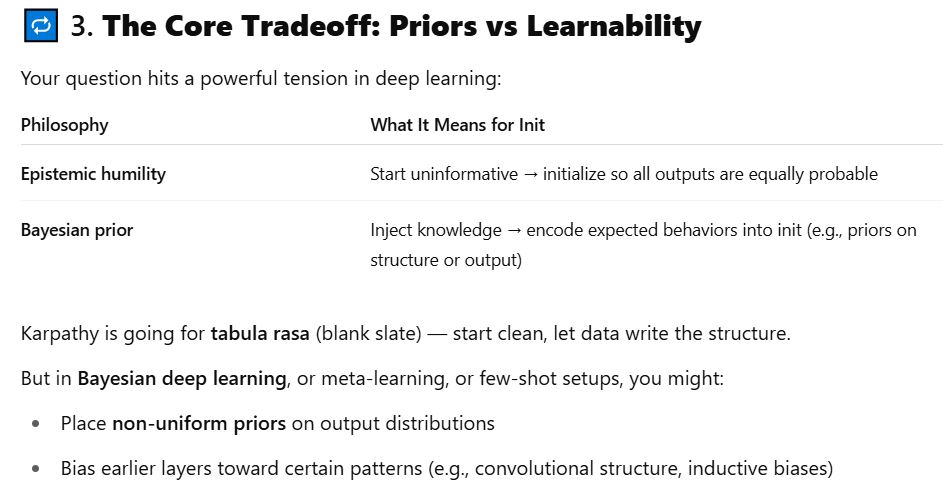 🔁 3. The Core Tradeoff: Priors vs Learnability
Your question hits a powerful tension in deep learning:
Philosophy What It Means for Init
Epistemic humility Start uninformative → initialize so all outputs are equally probable
Bayesian prior Inject knowledge → encode expected behaviors into init (e.g., priors on
structure or output)
Karpathy is going for tabula rasa (blank slate) — start clean, let data write the structure.
But in Bayesian deep learning, or meta-learning, or few-shot setups, you might:
• Place non-uniform priors on output distributions
• Bias earlier layers toward certain patterns (e.g., convolutional structure, inductive biases)